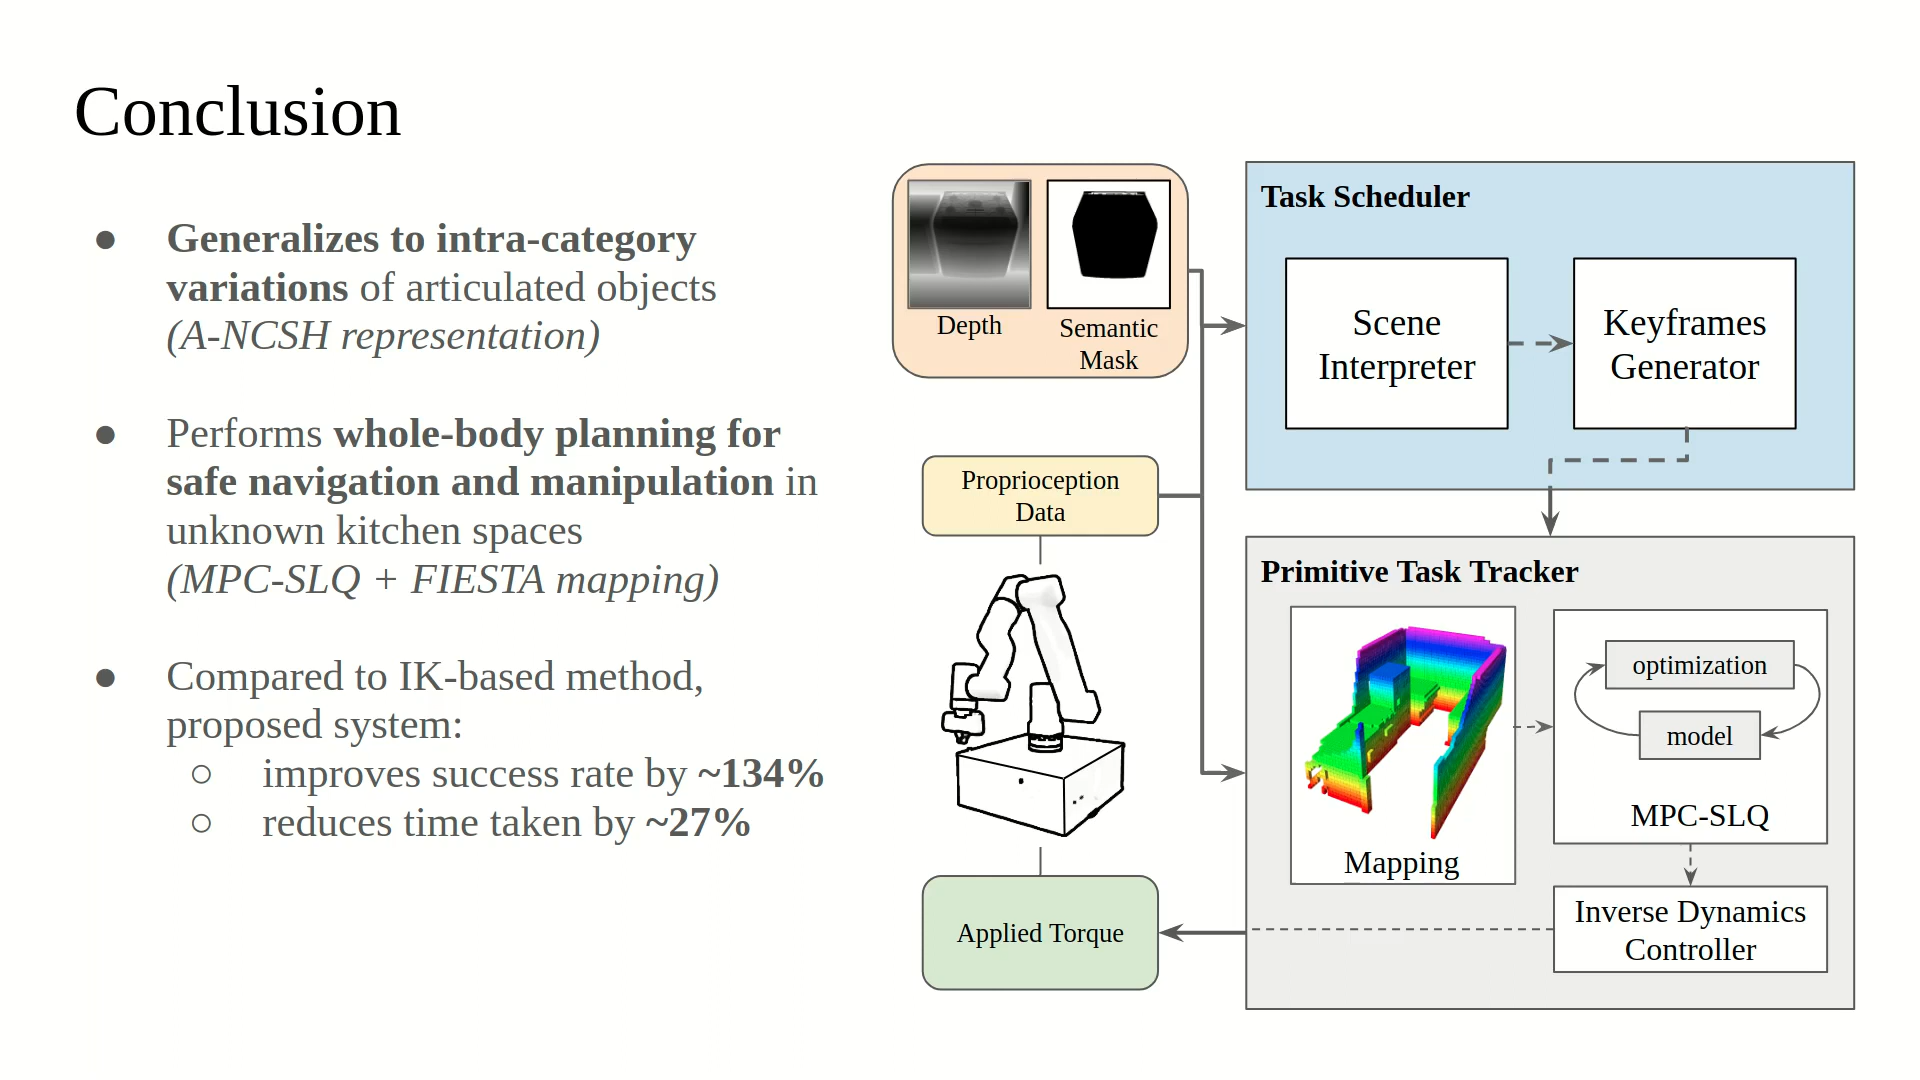 Conclusion
● Generalizes to intra-category
variations of articulated objects
(A-NCSH representation)
● Performs whole-body planning for
safe navigation and manipulation in
unknown kitchen spaces
(MPC-SLQ + FIESTA mapping)
● Compared to IK-based method,
proposed system:
○ improves success rate by ~134%
○ reduces time taken by ~27%
Depth
Semantic
Mask
Proprioception
Data
Applied Torque
Task Scheduler
Scene
Interpreter
Keyframes
Generator
Primitive Task Tracker
Mapping
optimization
model
MPC-SLQ
Inverse Dynamics
Controller